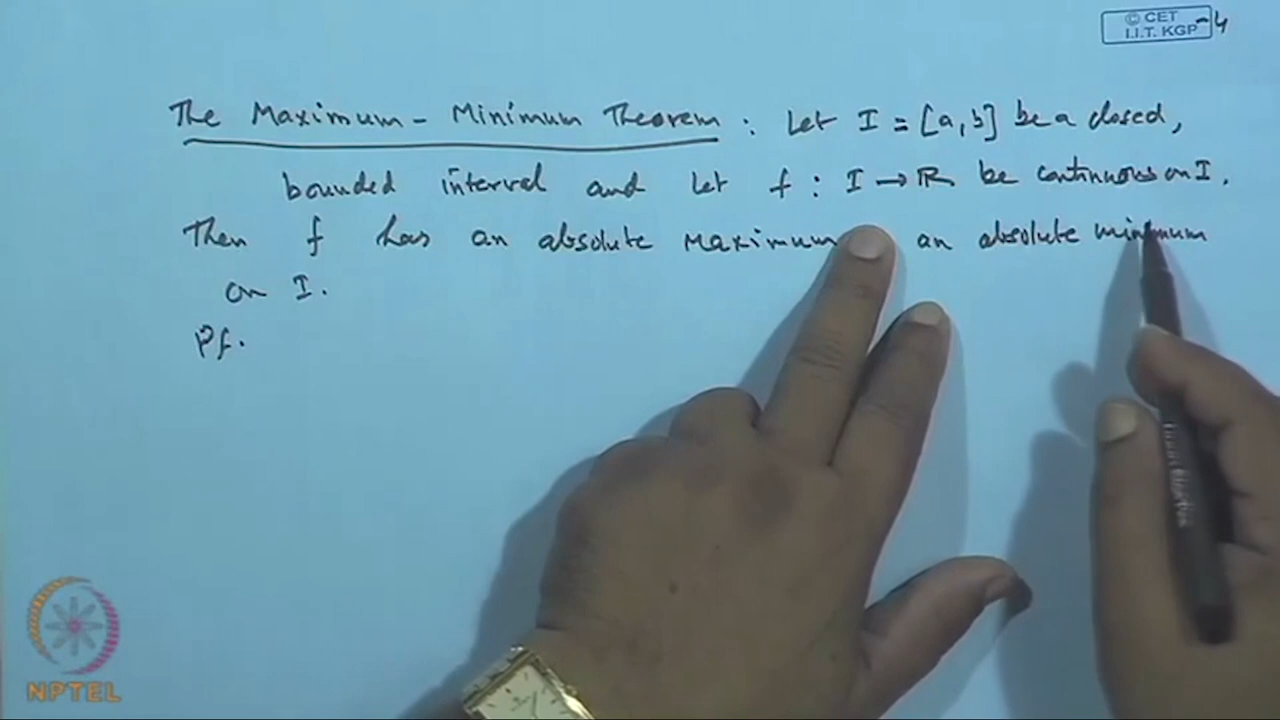 © CET
I.I.T. KGP
-4
The Maximum - Minimum Theorem : Let I = [a, b] be a closed,
bounded interval and let f : I → R be continuous on I.
Then f has an absolute maximum an absolute minimum
on I.
Pf.
NPTEL